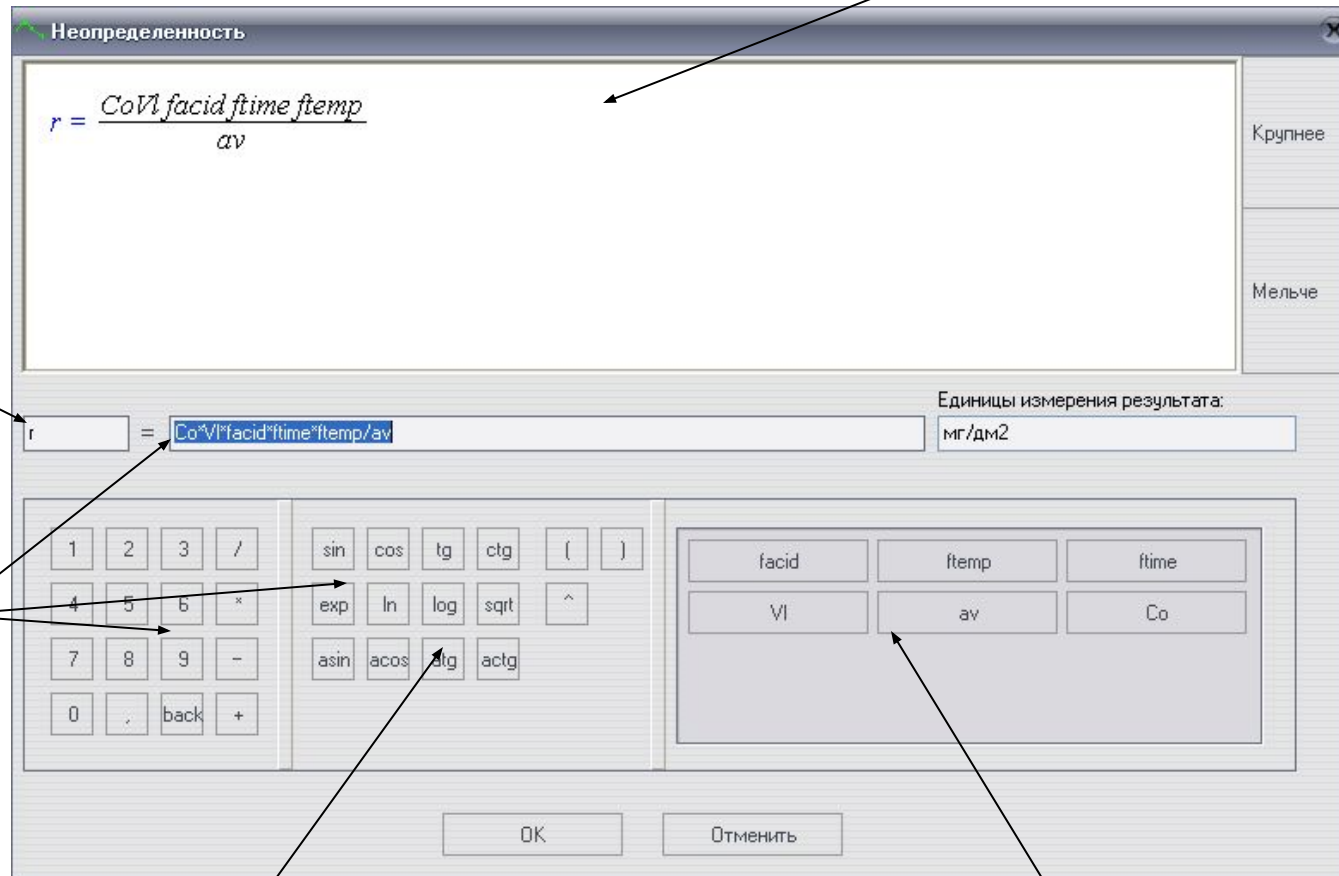 Неопределенность
r = CoVl facid ftime ftemp
av
Крупнее
Мельче
Единицы измерения результата:
r = Co*Vl*facid*ftime*ftemp/av мг/дм2
1 2 3 / sin cos tg ctg ( ) facid ftemp ftime
4 5 6 * exp ln log sqrt ^ Vl av Co
7 8 9 - asin acos atg actg
0 , back +
OK Отменить